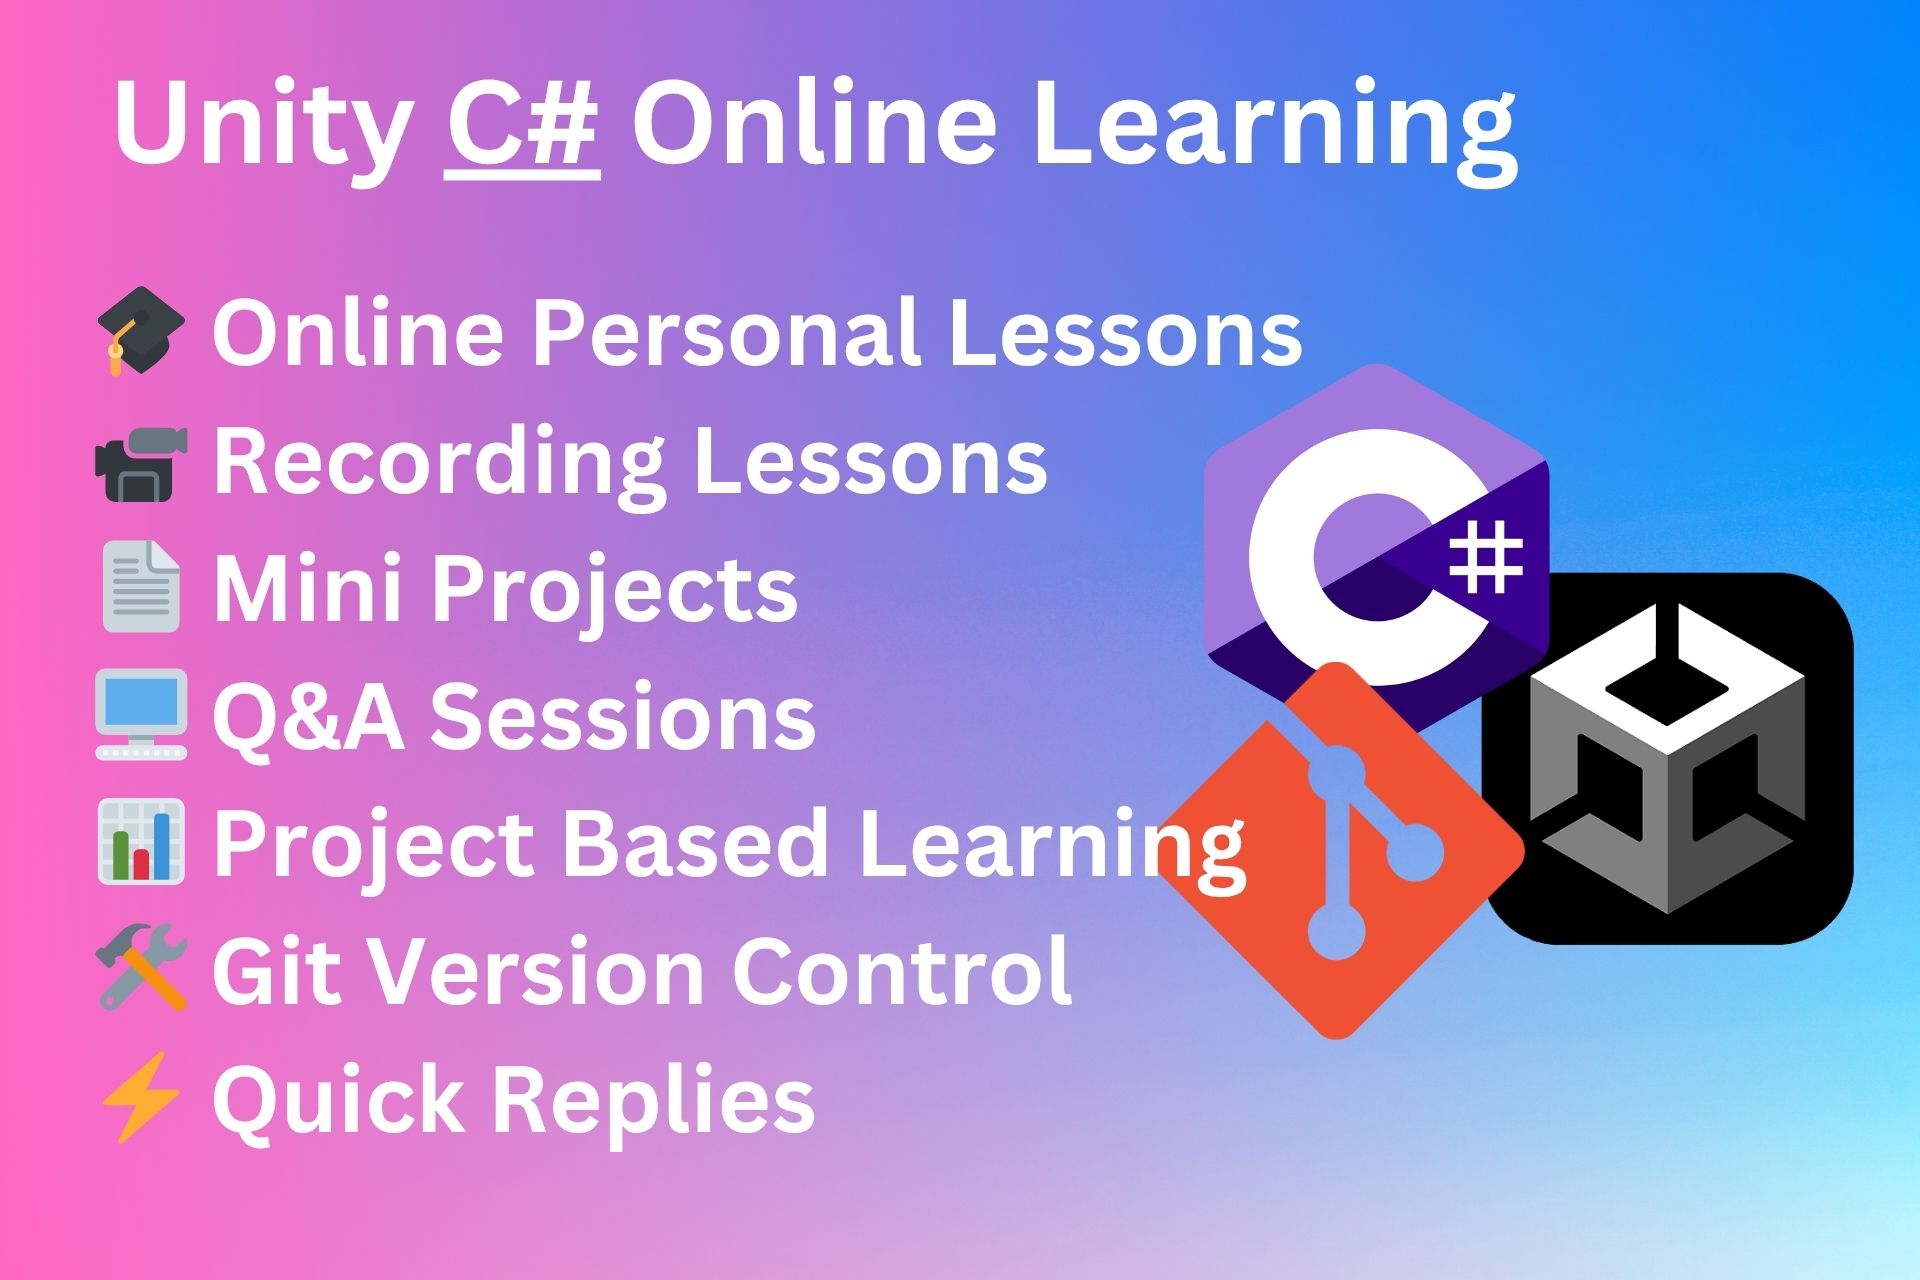 Unity C# Online Learning
🎓 Online Personal Lessons
Recording Lessons
Mini Projects
Q&A Sessions
Project Based Learning
Git Version Control
⚡ Quick Replies
C#